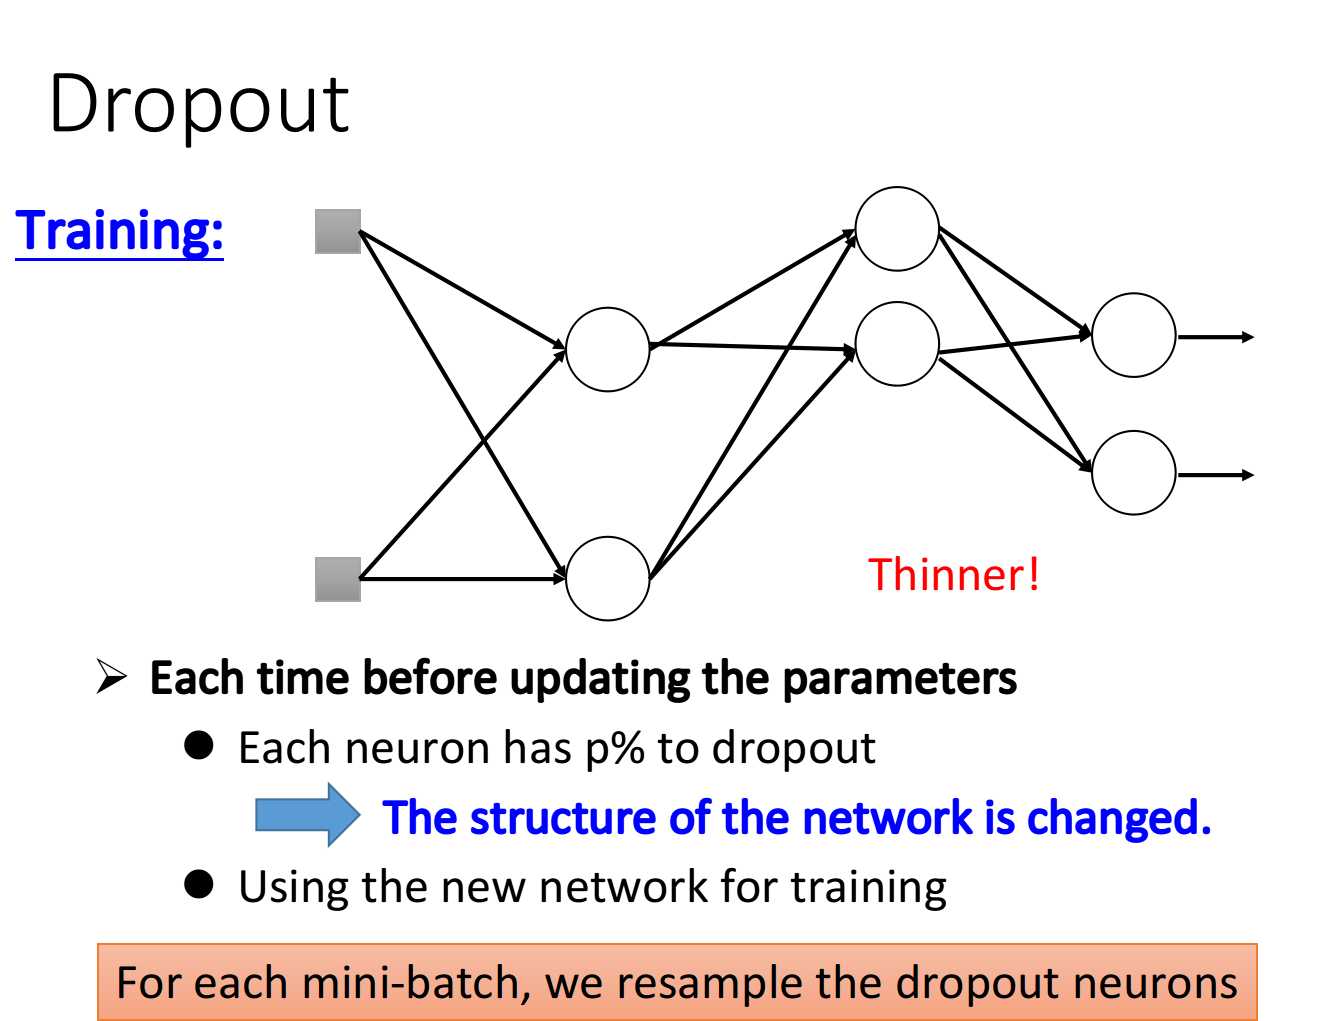 Dropout
Training:
Thinner!
Each time before updating the parameters
Each neuron has p% to dropout
The structure of the network is changed.
Using the new network for training
For each mini-batch, we resample the dropout neurons